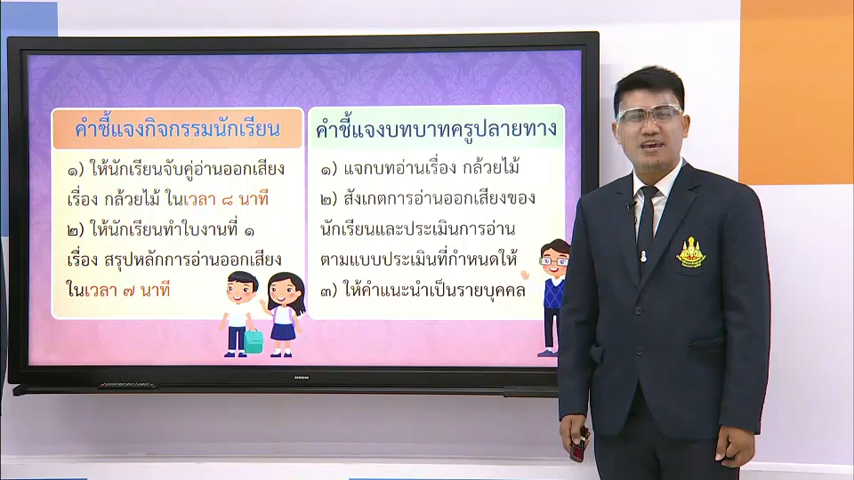 คำชี้แจงกิจกรรมนักเรียน
๑) ให้นักเรียนจับคู่อ่านออกเสียง
เรื่อง กล้วยไม้ ในเวลา ๘ นาที
๒) ให้นักเรียนทำใบงานที่ ๑
เรื่อง สรุปหลักการอ่านออกเสียง
ในเวลา ๗ นาที
คำชี้แจงบทบาทครูปลายทาง
๑) แจกบทอ่านเรื่อง กล้วยไม้
๒) สังเกตการอ่านออกเสียงของ
นักเรียนและประเมินการอ่าน
ตามแบบประเมินที่กำหนดให้
๓) ให้คำแนะนำเป็นรายบุคคล
SAMSUNG